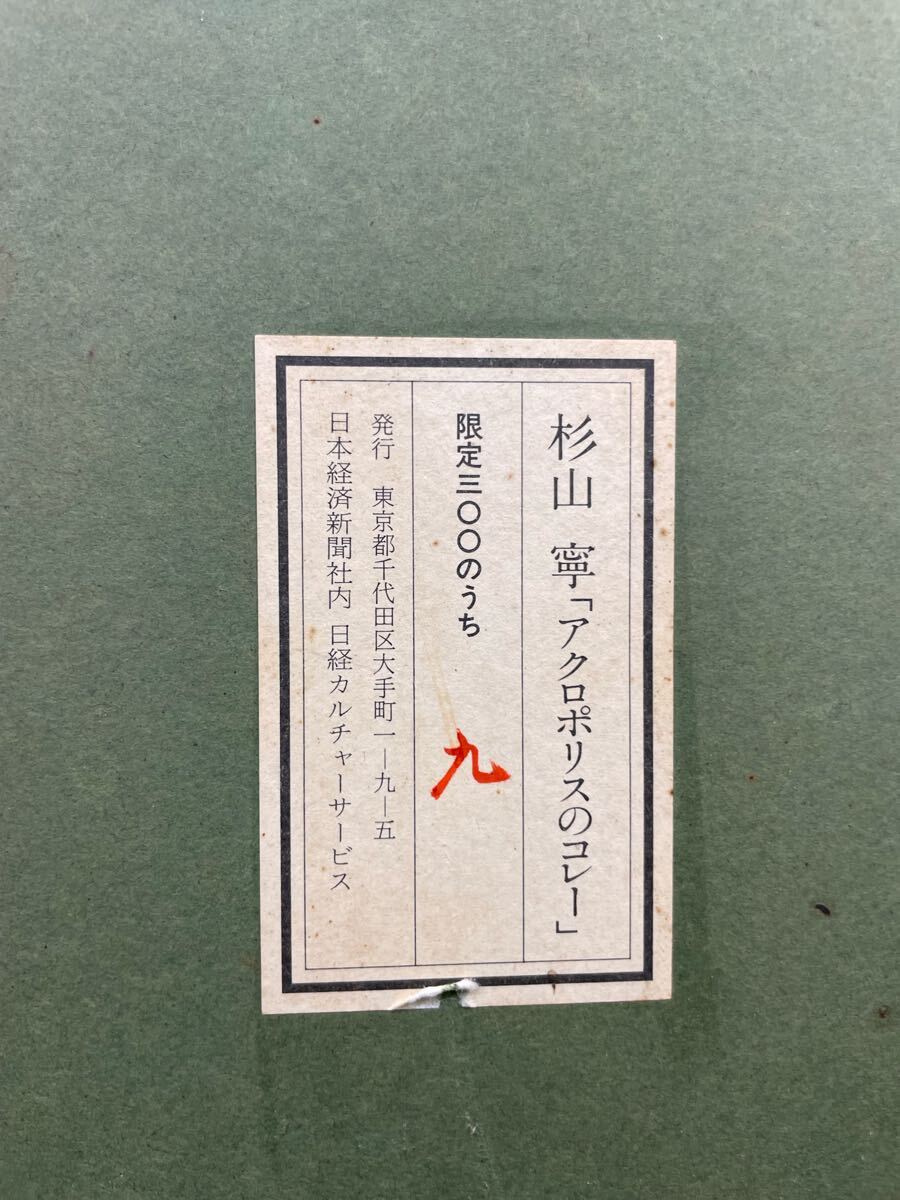 杉山 寧「アクロポリスのコレー」
限定三〇〇のうち 九
発行 東京都千代田区大手町一―九―五
日本経済新聞社内 日経カルチャーサービス